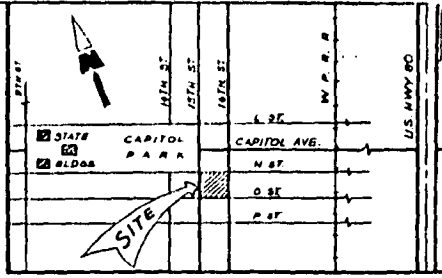 9TH ST
14TH ST
15TH ST
16TH ST
W. P. R. R.
U.S. HWY 80
L ST.
STATE
BLDGS
CAPITOL
PARK
CAPITOL AVE.
N ST.
O ST.
P ST.
SITE